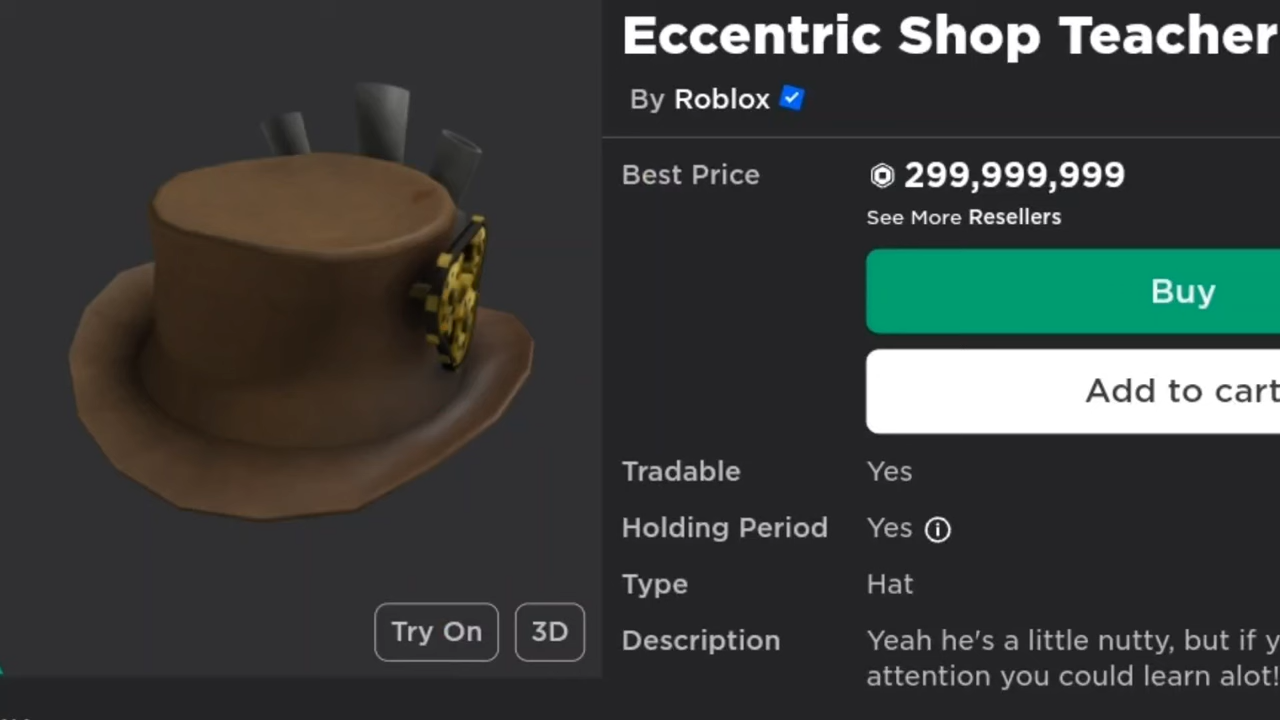 Eccentric Shop Teacher
By Roblox
Best Price 299,999,999
See More Resellers
Buy
Add to cart
Tradable Yes
Holding Period Yes
Type Hat
Try On 3D
Description Yeah he's a little nutty, but if y
attention you could learn alot!